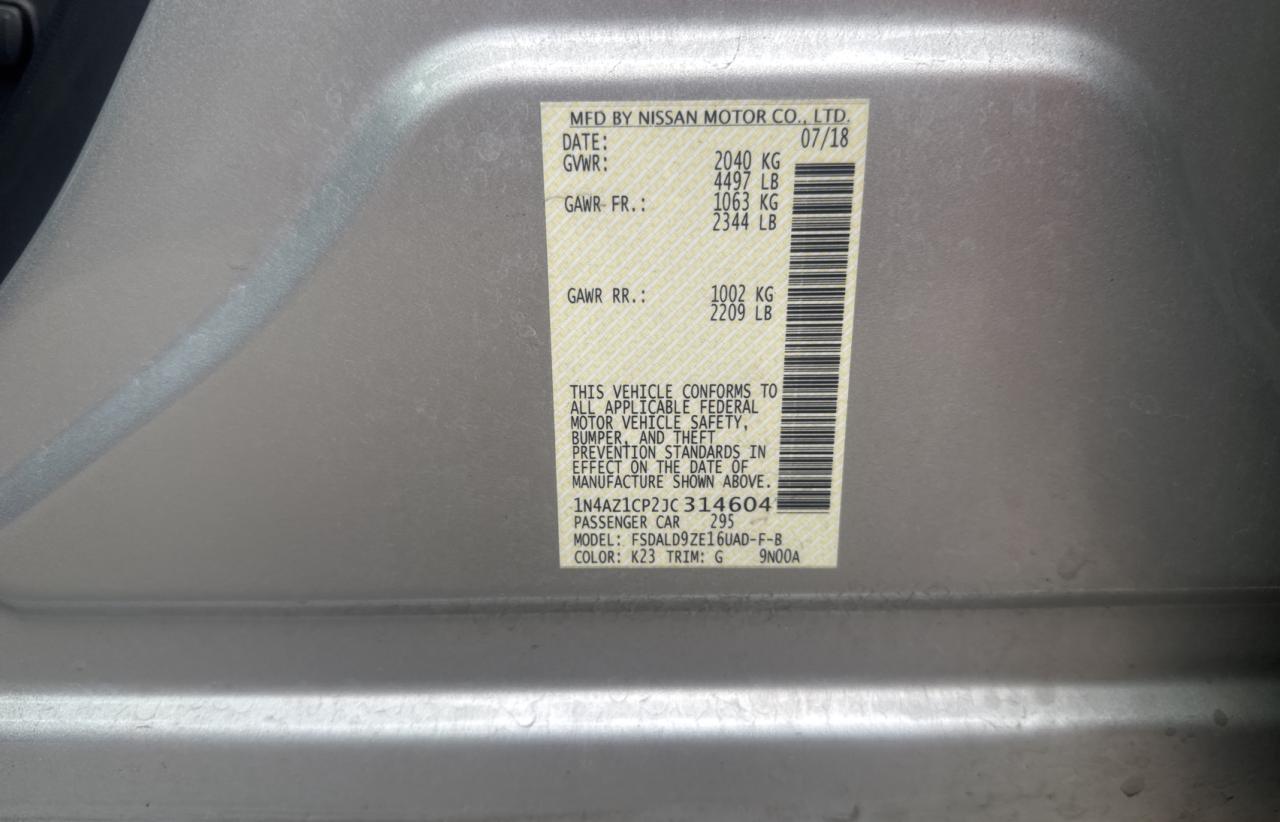 MFD BY NISSAN MOTOR CO., LTD.
DATE: 07/18
GVWR: 2040 KG
4497 LB
GAWR FR.: 1063 KG
2344 LB
GAWR RR.: 1002 KG
2209 LB
THIS VEHICLE CONFORMS TO
ALL APPLICABLE FEDERAL
MOTOR VEHICLE SAFETY,
BUMPER, AND THEFT
PREVENTION STANDARDS IN
EFFECT ON THE DATE OF
MANUFACTURE SHOWN ABOVE.
1N4AZ1CP2JC 314604
PASSENGER CAR 295
MODEL: FSDALD9ZE16UAD-F-B
COLOR: K23 TRIM: G 9N00A